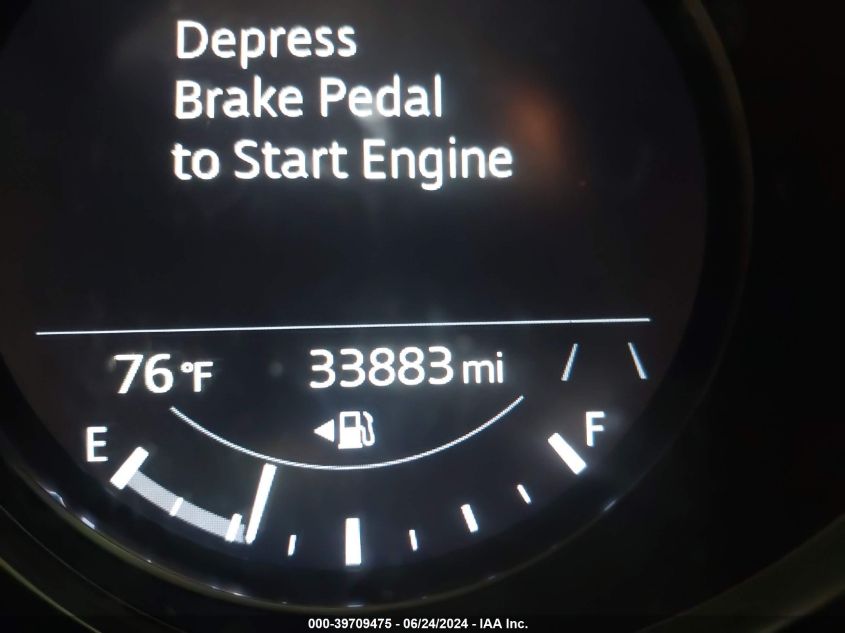 Depress
Brake Pedal
to Start Engine
76 °F 33883 mi
E F
000-39709475 - 06/24/2024 - IAA Inc.